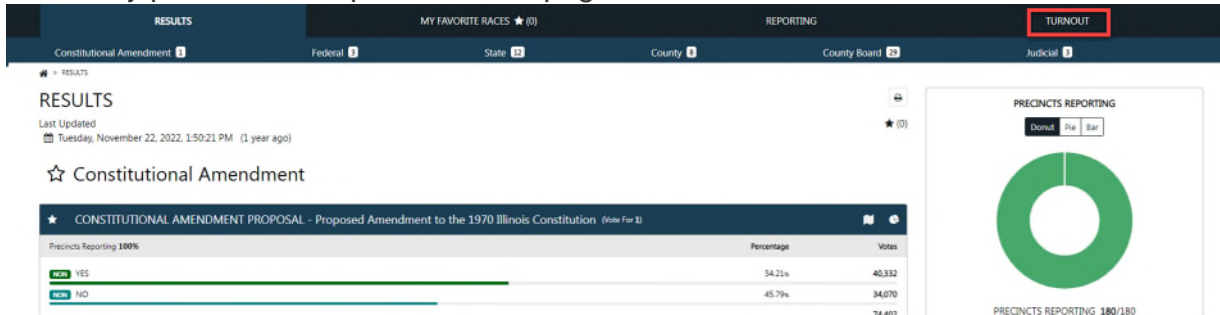 RESULTS MY FAVORITE RACES ★ (0) REPORTING TURNOUT
Constitutional Amendment 1 Federal 3 State 12 County 8 County Board 29 Judicial 3
» RESULTS
RESULTS
Last Updated ★ (0)
Tuesday, November 22, 2022, 1:50:21 PM (1 year ago)
☆ Constitutional Amendment
★ CONSTITUTIONAL AMENDMENT PROPOSAL - Proposed Amendment to the 1970 Illinois Constitution (Vote For 1)
Precincts Reporting 100% Percentage Votes
NON YES 54.21% 40,332
NON NO 45.79% 34,070
74,402
PRECINCTS REPORTING
Donut Pie Bar
PRECINCTS REPORTING 180/180